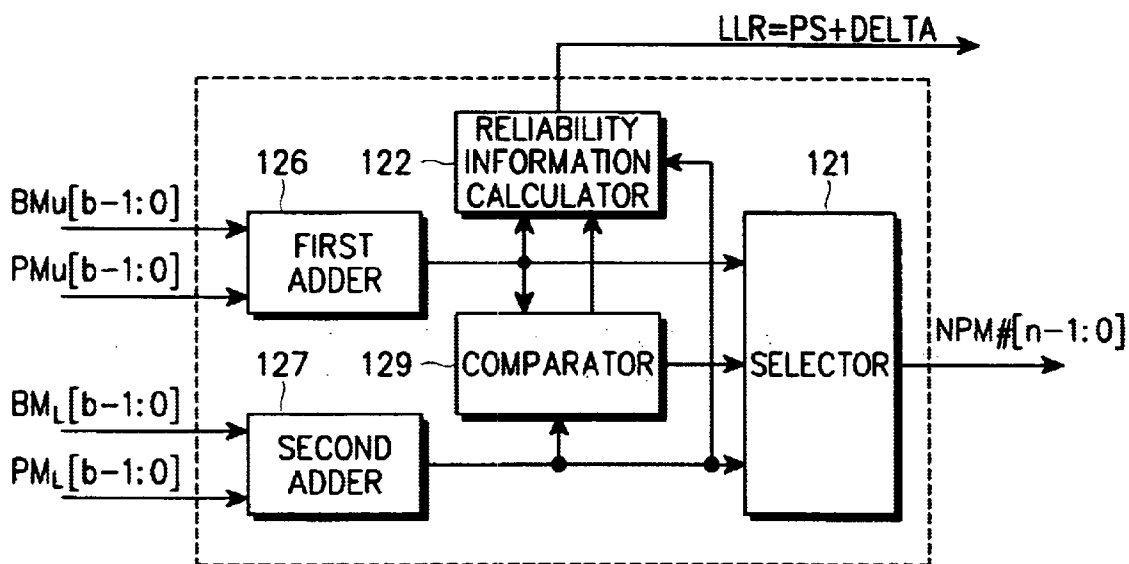 LLR=PS+DELTA
RELIABILITY
INFORMATION
CALCULATOR
122
126
121
BMu[b-1:0]
PMu[b-1:0]
FIRST
ADDER
127
129
COMPARATOR
SELECTOR
NPM#[n-1:0]
BML[b-1:0]
PML[b-1:0]
SECOND
ADDER